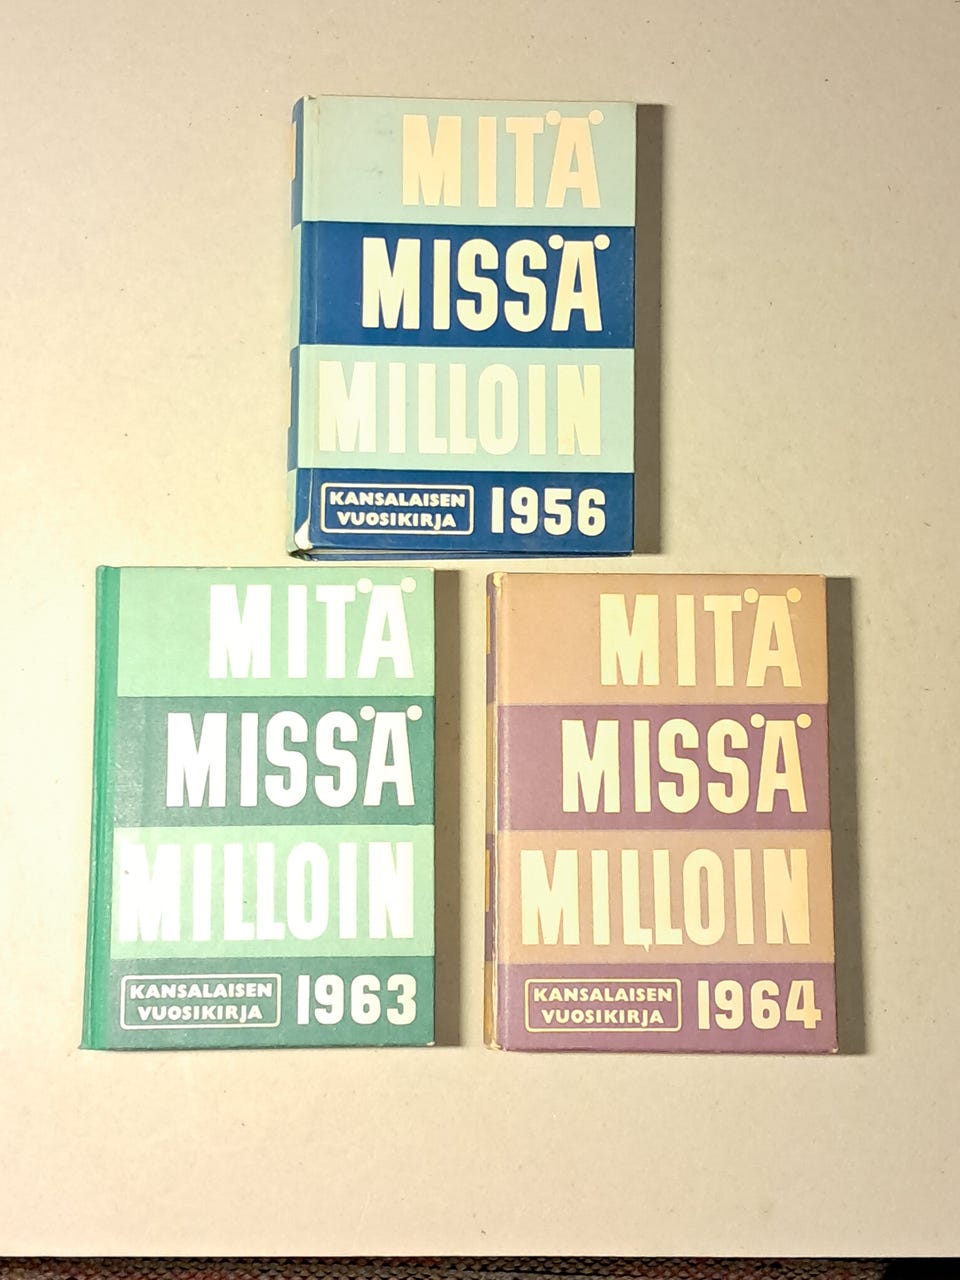 MITÄ
MISSÄ
MILLOIN
KANSALAISEN
VUOSIKIRJA
1956
MITÄ
MISSÄ
MILLOIN
KANSALAISEN
VUOSIKIRJA
1963
MITÄ
MISSÄ
MILLOIN
KANSALAISEN
VUOSIKIRJA
1964